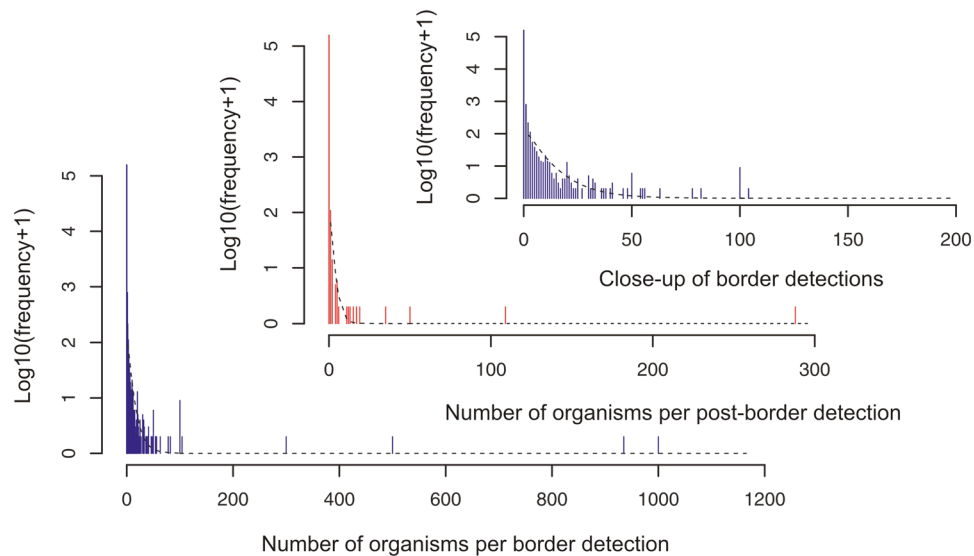 Log10(frequency+1)
5
4
3
2
1
0
0 50 100 150 200
Close-up of border detections
Log10(frequency+1)
5
4
3
2
1
0
0 100 200 300
Number of organisms per post-border detection
Log10(frequency+1)
5
4
3
2
1
0
0 200 400 600 800 1000 1200
Number of organisms per border detection